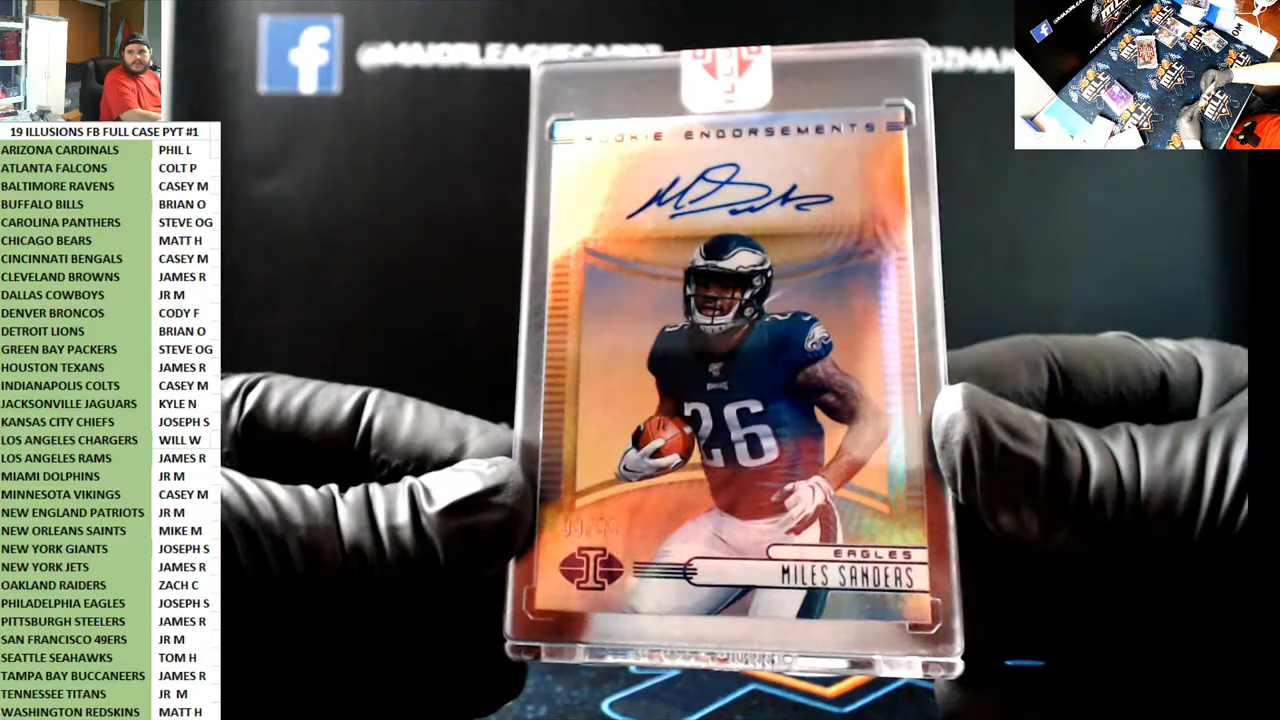 19 ILLUSIONS FB FULL CASE PYT #1
ARIZONA CARDINALS PHIL L
ATLANTA FALCONS COLT P
BALTIMORE RAVENS CASEY M
BUFFALO BILLS BRIAN O
CAROLINA PANTHERS STEVE OG
CHICAGO BEARS MATT H
CINCINNATI BENGALS CASEY M
CLEVELAND BROWNS JAMES R
DALLAS COWBOYS JR M
DENVER BRONCOS CODY F
DETROIT LIONS BRIAN O
GREEN BAY PACKERS STEVE OG
HOUSTON TEXANS JAMES R
INDIANAPOLIS COLTS CASEY M
JACKSONVILLE JAGUARS KYLE N
KANSAS CITY CHIEFS JOSEPH S
LOS ANGELES CHARGERS WILL W
LOS ANGELES RAMS JAMES R
MIAMI DOLPHINS JR M
MINNESOTA VIKINGS CASEY M
NEW ENGLAND PATRIOTS JR M
NEW ORLEANS SAINTS MIKE M
NEW YORK GIANTS JOSEPH S
NEW YORK JETS JAMES R
OAKLAND RAIDERS ZACH C
PHILADELPHIA EAGLES JOSEPH S
PITTSBURGH STEELERS JAMES R
SAN FRANCISCO 49ERS JR M
SEATTLE SEAHAWKS TOM H
TAMPA BAY BUCCANEERS JAMES R
TENNESSEE TITANS JR M
WASHINGTON REDSKINS MATT H
f
ROOKIE ENDORSEMENTS
26
26
I
EAGLES
MILES SANDERS
MLC
MLC
MLC